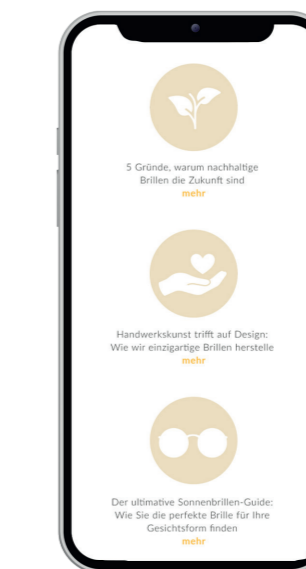 5 Gründe, warum nachhaltige
Brillen die Zukunft sind
mehr
Handwerkskunst trifft auf Design:
Wie wir einzigartige Brillen herstelle
mehr
Der ultimative Sonnenbrillen-Guide:
Wie Sie die perfekte Brille für Ihre
Gesichtsform finden
mehr